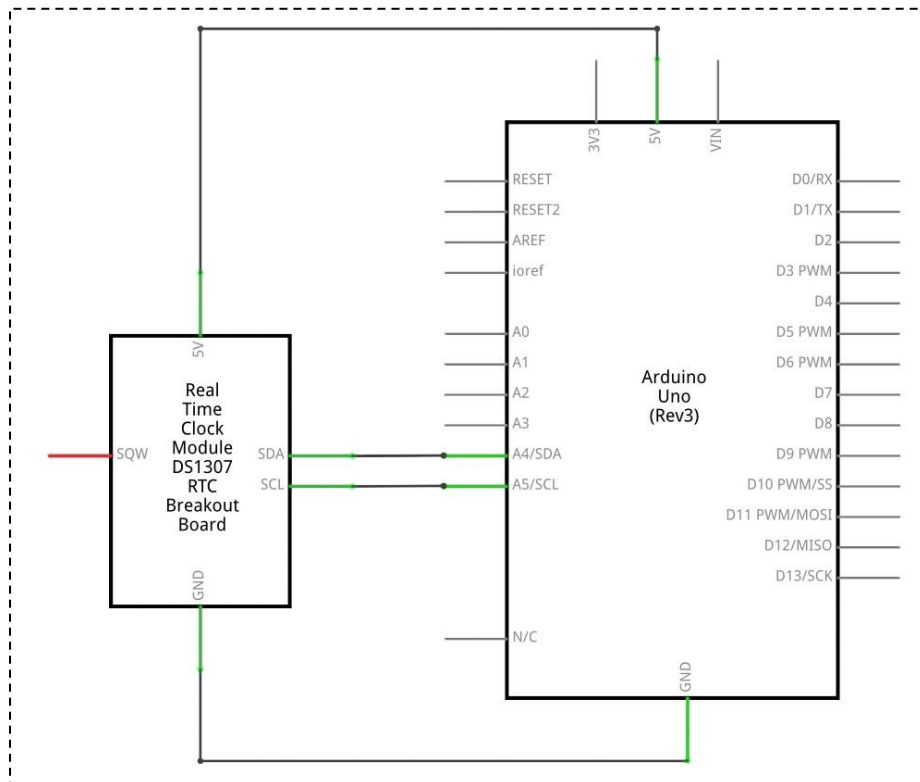 3V3
5V
VIN
RESET
RESET2
AREF
ioref
A0
A1
A2
A3
A4/SDA
A5/SCL
N/C
Arduino
Uno
(Rev3)
D0/RX
D1/TX
D2
D3 PWM
D4
D5 PWM
D6 PWM
D7
D8
D9 PWM
D10 PWM/SS
D11 PWM/MOSI
D12/MISO
D13/SCK
GND
5V
Real
Time
Clock
Module
DS1307
RTC
Breakout
Board
SQW
SDA
SCL
GND